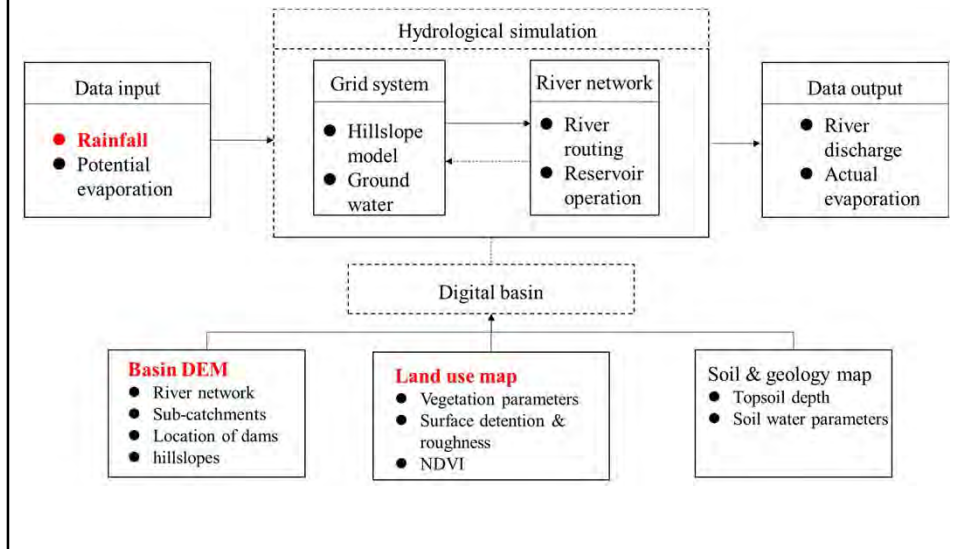 Hydrological simulation
Data input
● Rainfall
● Potential
evaporation
Grid system
● Hillslope
model
● Ground
water
River network
● River
routing
● Reservoir
operation
Data output
● River
discharge
● Actual
evaporation
Digital basin
Basin DEM
● River network
● Sub-catchments
● Location of dams
● hillslopes
Land use map
● Vegetation parameters
● Surface detention &
roughness
● NDVI
Soil & geology map
● Topsoil depth
● Soil water parameters